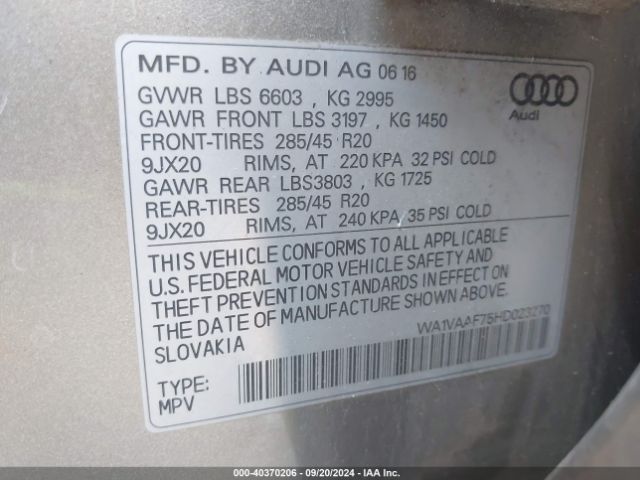 MFD. BY AUDI AG 06 16
GVWR LBS 6603 , KG 2995
GAWR FRONT LBS 3197 , KG 1450
FRONT-TIRES 285/45 R20
9JX20 RIMS, AT 220 KPA 32 PSI COLD
GAWR REAR LBS3803 , KG 1725
REAR-TIRES 285/45 R20
9JX20 RIMS, AT 240 KPA/35 PSI COLD
Audi
THIS VEHICLE CONFORMS TO ALL APPLICABLE
U.S. FEDERAL MOTOR VEHICLE SAFETY AND
THEFT PREVENTION STANDARDS IN EFFECT ON
THE DATE OF MANUFACTURE SHOWN ABOVE.
SLOVAKIA
WA1VAAF75HD023270
TYPE:
MPV
000-40370206 - 09/20/2024 - IAA Inc.